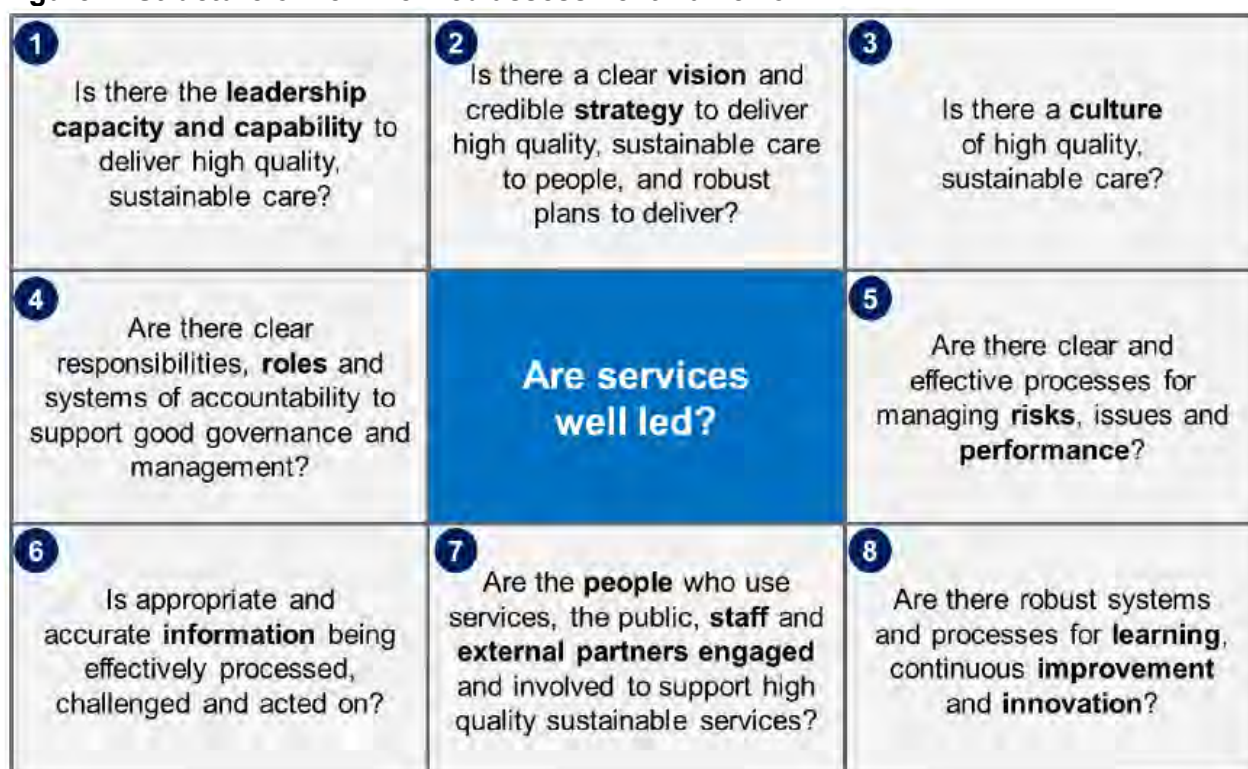 1
Is there the leadership
capacity and capability to
deliver high quality,
sustainable care?
2
Is there a clear vision and
credible strategy to deliver
high quality, sustainable care
to people, and robust
plans to deliver?
3
Is there a culture
of high quality,
sustainable care?
4
Are there clear
responsibilities, roles and
systems of accountability to
support good governance and
management?
Are services
well led?
5
Are there clear and
effective processes for
managing risks, issues and
performance?
6
Is appropriate and
accurate information being
effectively processed,
challenged and acted on?
7
Are the people who use
services, the public, staff and
external partners engaged
and involved to support high
quality sustainable services?
8
Are there robust systems
and processes for learning,
continuous improvement
and innovation?